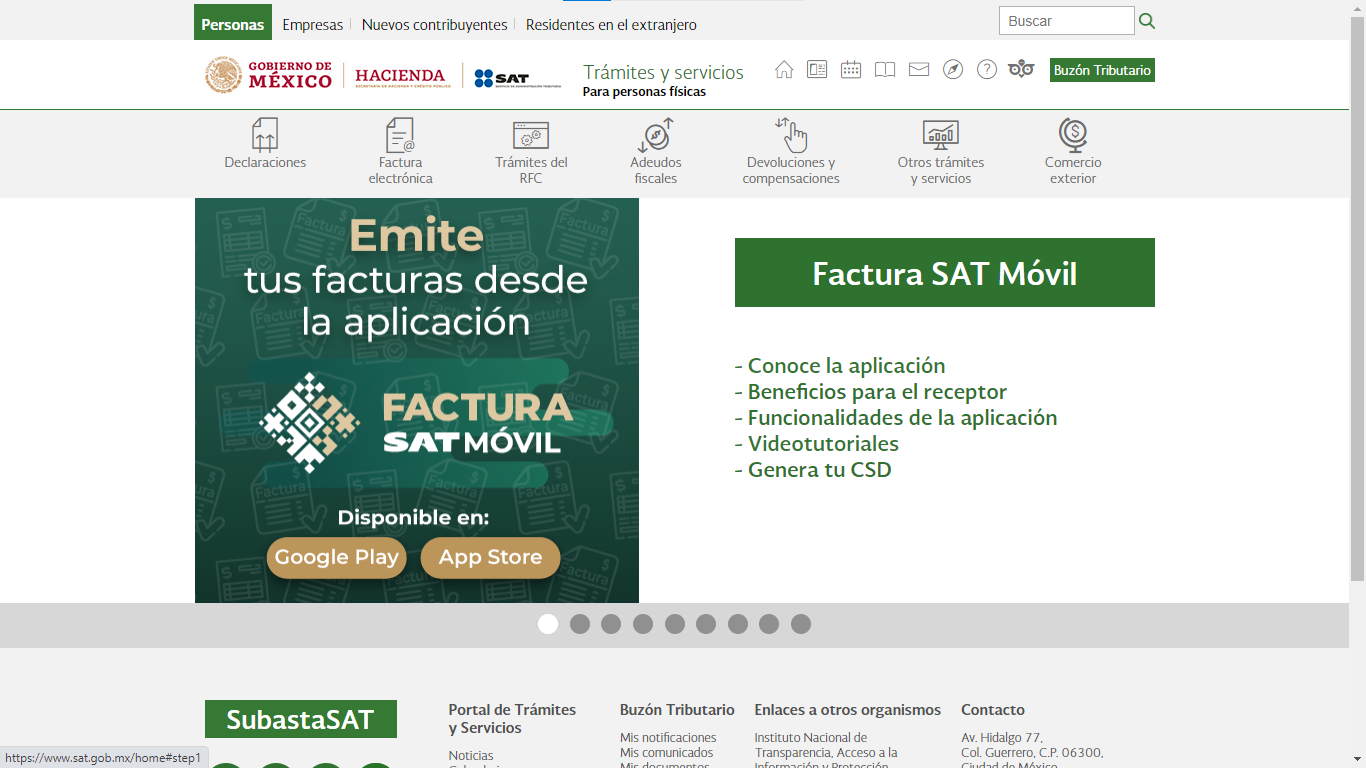 Personas
Empresas
Nuevos contribuyentes
Residentes en el extranjero
Buscar
GOBIERNO DE
MÉXICO
HACIENDA
SECRETARÍA DE HACIENDA Y CRÉDITO PÚBLICO
SAT
SERVICIO DE ADMINISTRACIÓN TRIBUTARIA
Trámites y servicios
Para personas físicas
Buzón Tributario
Declaraciones
Factura
electrónica
Trámites del
RFC
Adeudos
fiscales
Devoluciones y
compensaciones
Otros trámites
y servicios
Comercio
exterior
Emite
tus facturas desde
la aplicación
FACTURA
SAT MÓVIL
Disponible en:
Google Play
App Store
Factura SAT Móvil
- Conoce la aplicación
- Beneficios para el receptor
- Funcionalidades de la aplicación
- Videotutoriales
- Genera tu CSD
SubastaSAT
Portal de Trámites
y Servicios
Noticias
Buzón Tributario
Mis notificaciones
Mis comunicados
Mis documentos
Enlaces a otros organismos
Instituto Nacional de
Transparencia, Acceso a la
Información y Protección
Contacto
Av. Hidalgo 77,
Col. Guerrero, C.P. 06300,
Ciudad de México
https://www.sat.gob.mx/home#step1